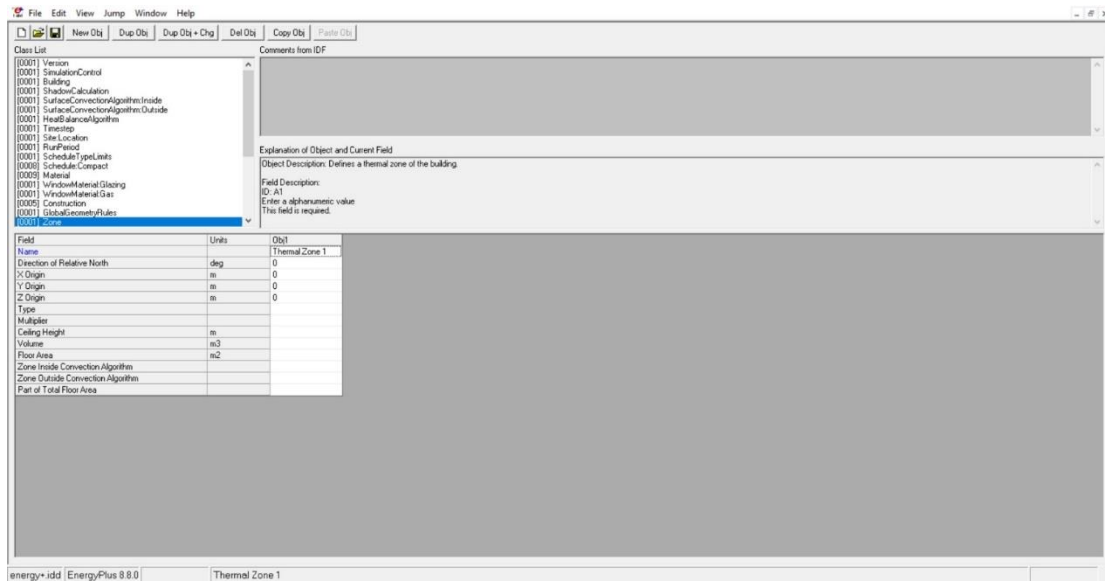 File Edit View Jump Window Help
New Obj Dup Obj Dup Obj + Chg Del Obj Copy Obj Paste Obj
Class List
[0001] Version
[0001] SimulationControl
[0001] Building
[0001] ShadowCalculation
[0001] SurfaceConvectionAlgorithm:Inside
[0001] SurfaceConvectionAlgorithm:Outside
[0001] HeatBalanceAlgorithm
[0001] Timestep
[0001] Site:Location
[0001] RunPeriod
[0001] ScheduleTypeLimits
[0008] Schedule:Compact
[0009] Material
[0001] WindowMaterial:Glazing
[0001] WindowMaterial:Gas
[0005] Construction
[0001] GlobalGeometryRules
[0001] Zone
Comments from IDF
Explanation of Object and Current Field
Object Description: Defines a thermal zone of the building.
Field Description:
ID: A1
Enter a alphanumeric value
This field is required.
Field Units Obj1
Name Thermal Zone 1
Direction of Relative North deg 0
X Origin m 0
Y Origin m 0
Z Origin m 0
Type
Multiplier
Ceiling Height m
Volume m3
Floor Area m2
Zone Inside Convection Algorithm
Zone Outside Convection Algorithm
Part of Total Floor Area
energy+.idd EnergyPlus 8.8.0 Thermal Zone 1